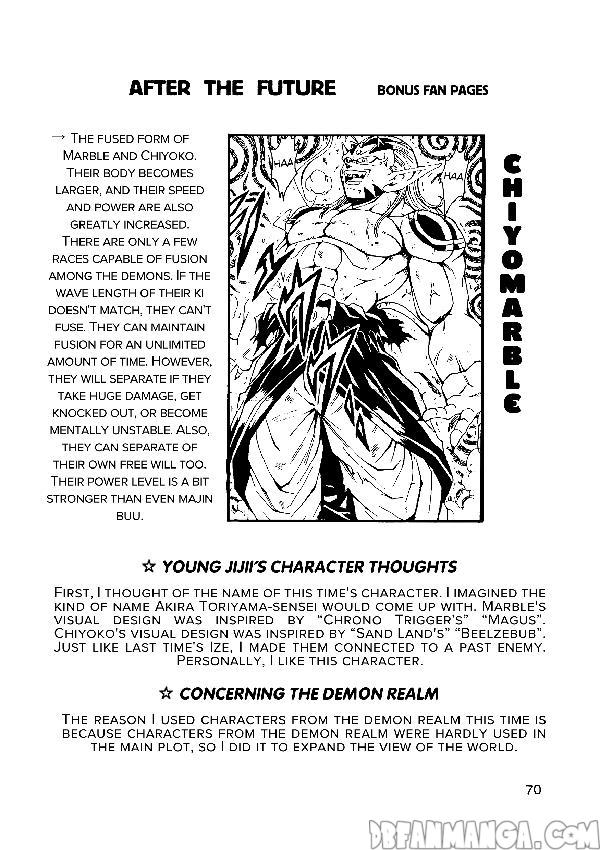 AFTER THE FUTURE BONUS FAN PAGES
→ THE FUSED FORM OF
MARBLE AND CHIYOKO.
THEIR BODY BECOMES
LARGER, AND THEIR SPEED
AND POWER ARE ALSO
GREATLY INCREASED.
THERE ARE ONLY A FEW
RACES CAPABLE OF FUSION
AMONG THE DEMONS. IF THE
WAVE LENGTH OF THEIR KI
DOESN'T MATCH, THEY CAN'T
FUSE. THEY CAN MAINTAIN
FUSION FOR AN UNLIMITED
AMOUNT OF TIME. HOWEVER,
THEY WILL SEPARATE IF THEY
TAKE HUGE DAMAGE, GET
KNOCKED OUT, OR BECOME
MENTALLY UNSTABLE. ALSO,
THEY CAN SEPARATE OF
THEIR OWN FREE WILL TOO.
THEIR POWER LEVEL IS A BIT
STRONGER THAN EVEN MAJIN
BUU.
HAA
HAA
CHIYOMARBLE
☆ YOUNG JIJII'S CHARACTER THOUGHTS
FIRST, I THOUGHT OF THE NAME OF THIS TIME'S CHARACTER. I IMAGINED THE
KIND OF NAME AKIRA TORIYAMA-SENSEI WOULD COME UP WITH. MARBLE'S
VISUAL DESIGN WAS INSPIRED BY "CHRONO TRIGGER'S" "MAGUS".
CHIYOKO'S VISUAL DESIGN WAS INSPIRED BY "SAND LAND'S" "BEELZEBUB".
JUST LIKE LAST TIME'S IZE, I MADE THEM CONNECTED TO A PAST ENEMY.
PERSONALLY, I LIKE THIS CHARACTER.
☆ CONCERNING THE DEMON REALM
THE REASON I USED CHARACTERS FROM THE DEMON REALM THIS TIME IS
BECAUSE CHARACTERS FROM THE DEMON REALM WERE HARDLY USED IN
THE MAIN PLOT, SO I DID IT TO EXPAND THE VIEW OF THE WORLD.
70
DBFANMANGA.COM